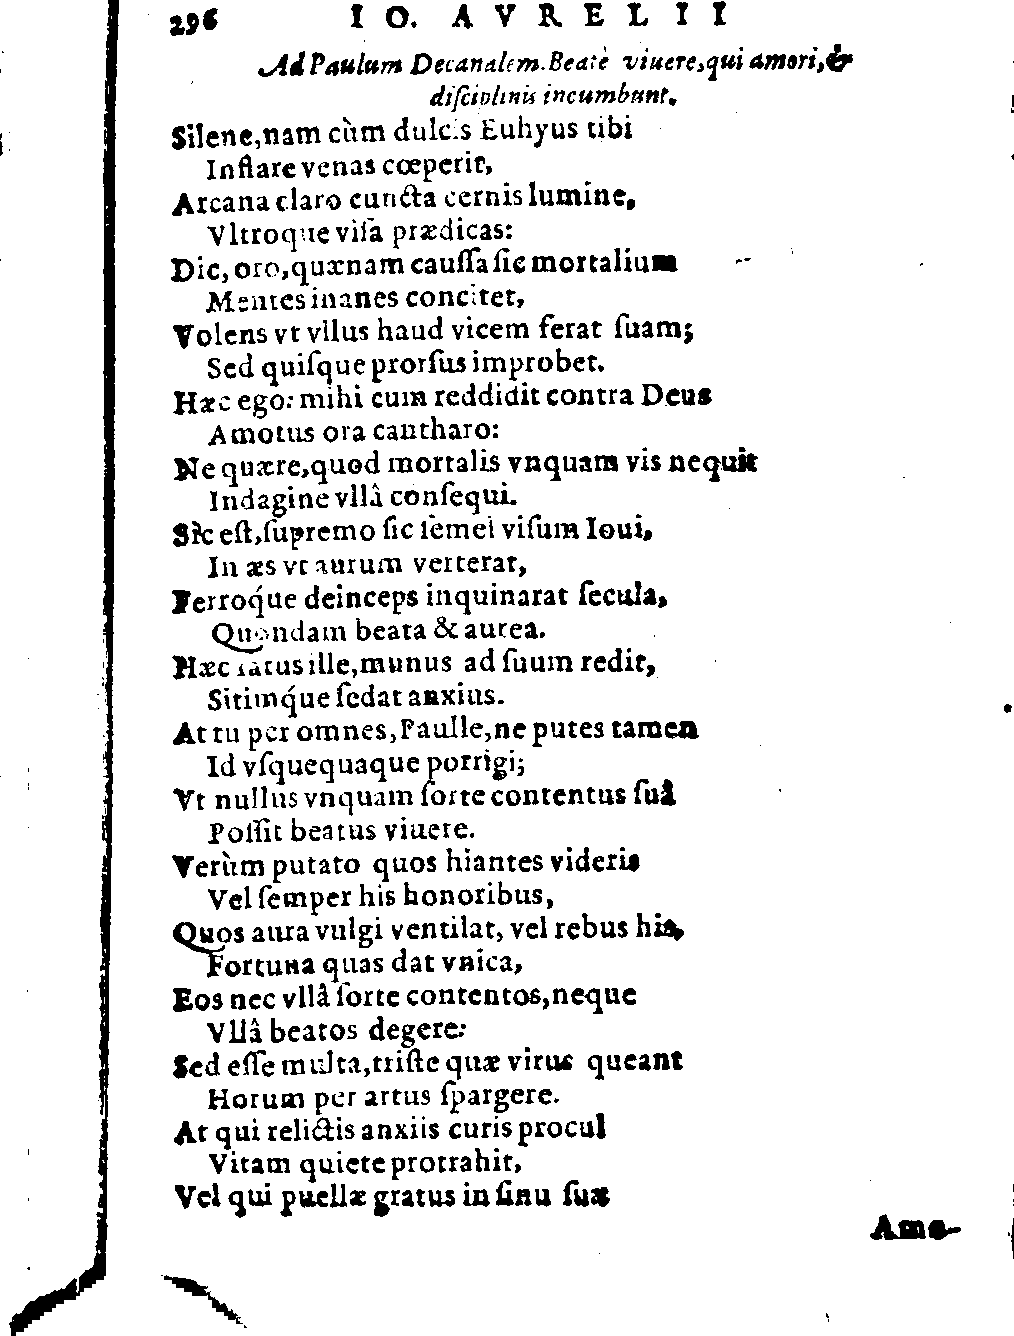 296 IO. AVRELII
Ad Paulum Decanalem. Beatè viuere, qui amori, &
diſciplinis incumbunt.
Silene, nam cùm dulcis Euhyus tibi
Inflare venas cœperit,
Arcana claro cuncta cernis lumine,
Vltroque viſa prædicas:
Dic, oro, quænam cauſſa ſic mortalium
Mentes inanes concitet,
Volens vt vllus haud vicem ferat ſuam;
Sed quiſque prorſus improbet.
Hæc ego: mihi cum reddidit contra Deus
Amotus ora cantharo:
Ne quære, quod mortalis vnquam vis nequit
Indagine vllâ conſequi.
Sic eſt, ſupremo ſic ſemel viſum Ioui,
In æs vt aurum verterat,
Ferroq́ue deinceps inquinarat ſecula,
Quondam beata & aurea.
Hæc fatus ille, munus ad ſuum redit,
Sitimq́ue ſedat anxius.
At tu per omnes, Paulle, ne putes tamen
Id vſquequaque porrigi;
Vt nullus vnquam ſorte contentus ſuâ
Poſſit beatus viuere.
Verùm putato quos hiantes videris
Vel ſemper his honoribus,
Quos aura vulgi ventilat, vel rebus his,
Fortuna quas dat vnica,
Eos nec vllâ ſorte contentos, neque
Vllâ beatos degere:
Sed eſſe multa, triſte quæ virus queant
Horum per artus ſpargere.
At qui relictis anxiis curis procul
Vitam quiete protrahit,
Vel qui puellæ gratus in ſinu ſuæ
Amo-